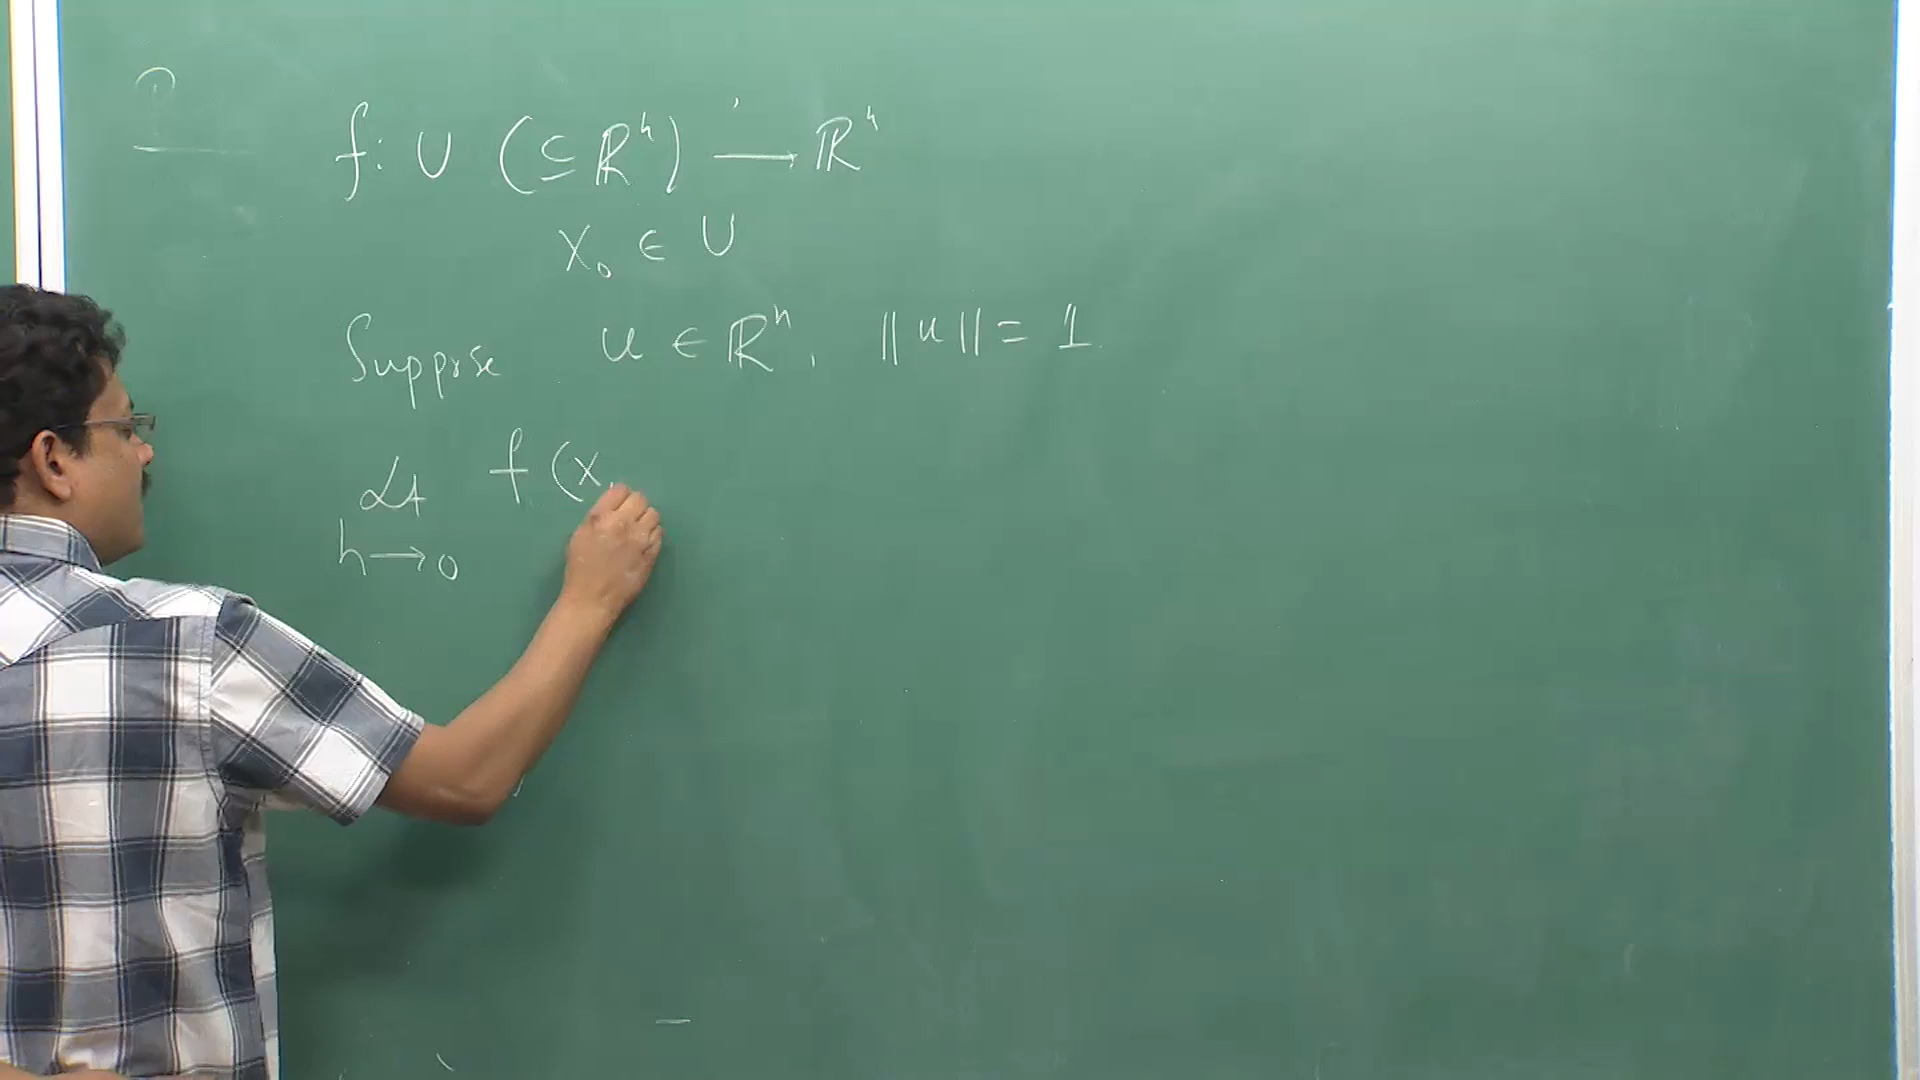 f: U (⊆ ℝⁿ) ⟶ ℝⁿ
x₀ ∈ U
Suppose u ∈ ℝⁿ, ||u|| = 1.
Lt f (x
h → 0